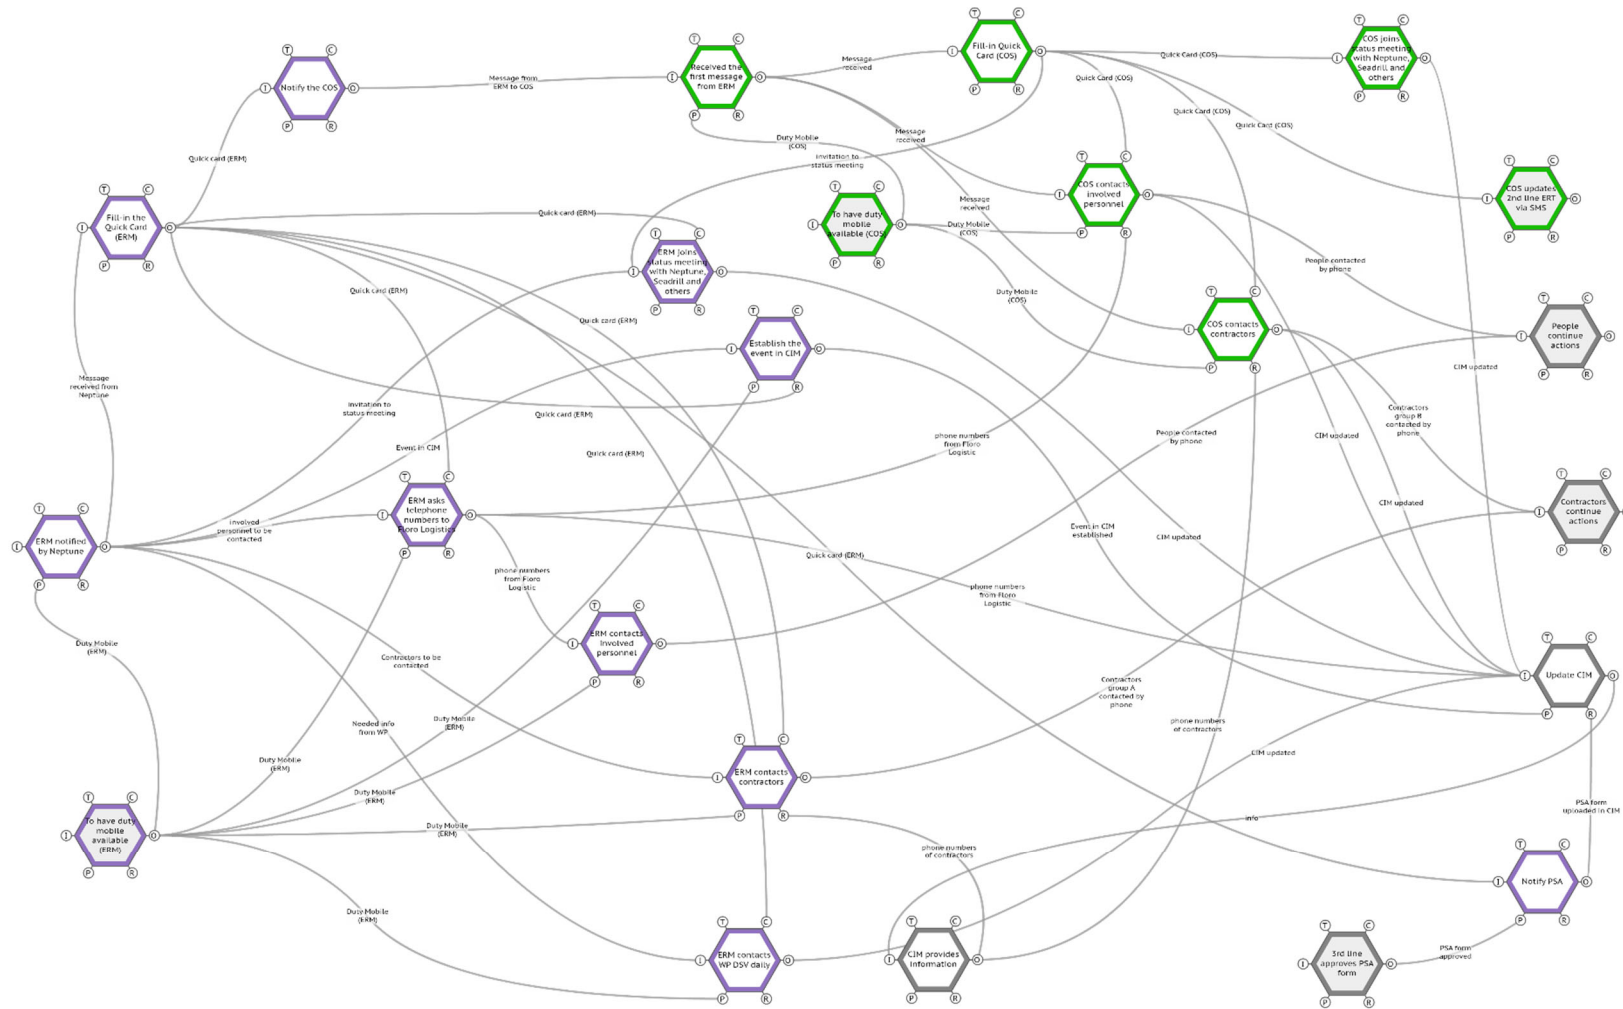 Notify the COS
Message from
ERM to COS
Received the
first message
from ERM
Message
received
Fill-in Quick
Card (COS)
Quick Card (COS)
COS joins
status meeting
with Neptune,
Seadrill and
others
Quick Card (COS)
Quick Card (COS)
Quick Card (COS)
Quick card (ERM)
Duty Mobile
(COS)
Message
received
invitation to
status meeting
COS contacts
involved
personnel
COS updates
2nd line ERT
via SMS
Fill-in the
Quick Card
(ERM)
Quick card (ERM)
To have duty
mobile
available (COS)
Message
received
Duty Mobile
(COS)
ERM joins
status meeting
with Neptune,
Seadrill and
others
People contacted
by phone
Quick card (ERM)
Duty Mobile
(COS)
Quick card (ERM)
Establish the
event in CIM
COS contacts
contractors
People
continue
actions
CIM updated
Message
received from
Neptune
invitation to
status meeting
Quick card (ERM)
Contractors
group B
contacted by
phone
Event in CIM
Quick card (ERM)
phone numbers
from Floro
Logistic
People contacted
by phone
CIM updated
ERM asks
telephone
numbers to
Floro Logistics
CIM updated
Contractors
continue
actions
ERM notified
by Neptune
involved
personnel to be
contacted
Quick card (ERM)
Event in CIM
established
CIM updated
phone numbers
from Floro
Logistic
phone numbers
from Floro
Logistic
Duty Mobile
(ERM)
ERM contacts
involved
personnel
Contractors to be
contacted
Update CIM
Contractors
group A
contacted by
phone
Needed info
from WP
Duty Mobile
(ERM)
phone numbers
of contractors
Duty Mobile
(ERM)
CIM updated
ERM contacts
contractors
Duty Mobile
(ERM)
Duty Mobile
(ERM)
info
PSA form
uploaded in CIM
To have duty
mobile
available
(ERM)
phone numbers
of contractors
Notify PSA
Duty Mobile
(ERM)
ERM contacts
WP DSV daily
CIM provides
information
3rd line
approves PSA
form
PSA form
approved